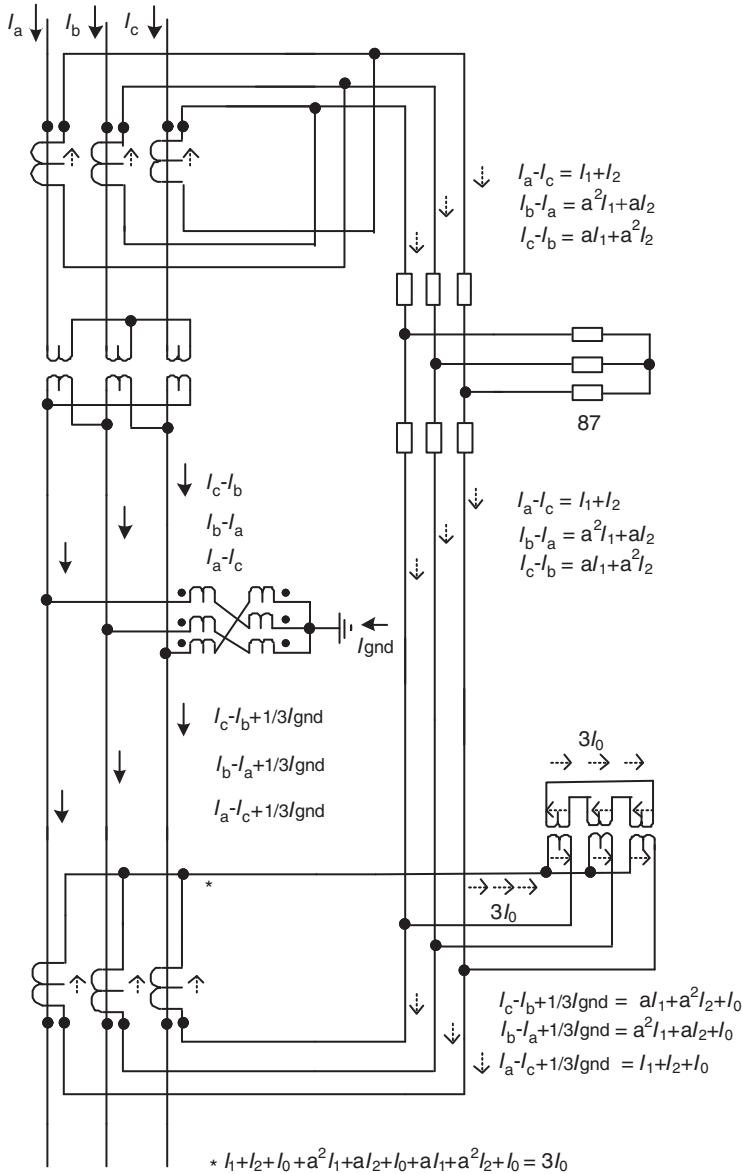 Ia Ib Ic
Ia-Ic = I1+I2
Ib-Ia = a²I1+aI2
Ic-Ib = aI1+a²I2
87
Ic-Ib
Ib-Ia
Ia-Ic
Ia-Ic = I1+I2
Ib-Ia = a²I1+aI2
Ic-Ib = aI1+a²I2
Ignd
Ic-Ib+1/3Ignd
Ib-Ia+1/3Ignd
Ia-Ic+1/3Ignd
3I0
*
3I0
Ic-Ib+1/3Ignd = aI1+a²I2+I0
Ib-Ia+1/3Ignd = a²I1+aI2+I0
Ia-Ic+1/3Ignd = I1+I2+I0
* I1+I2+I0+a²I1+aI2+I0+aI1+a²I2+I0 = 3I0